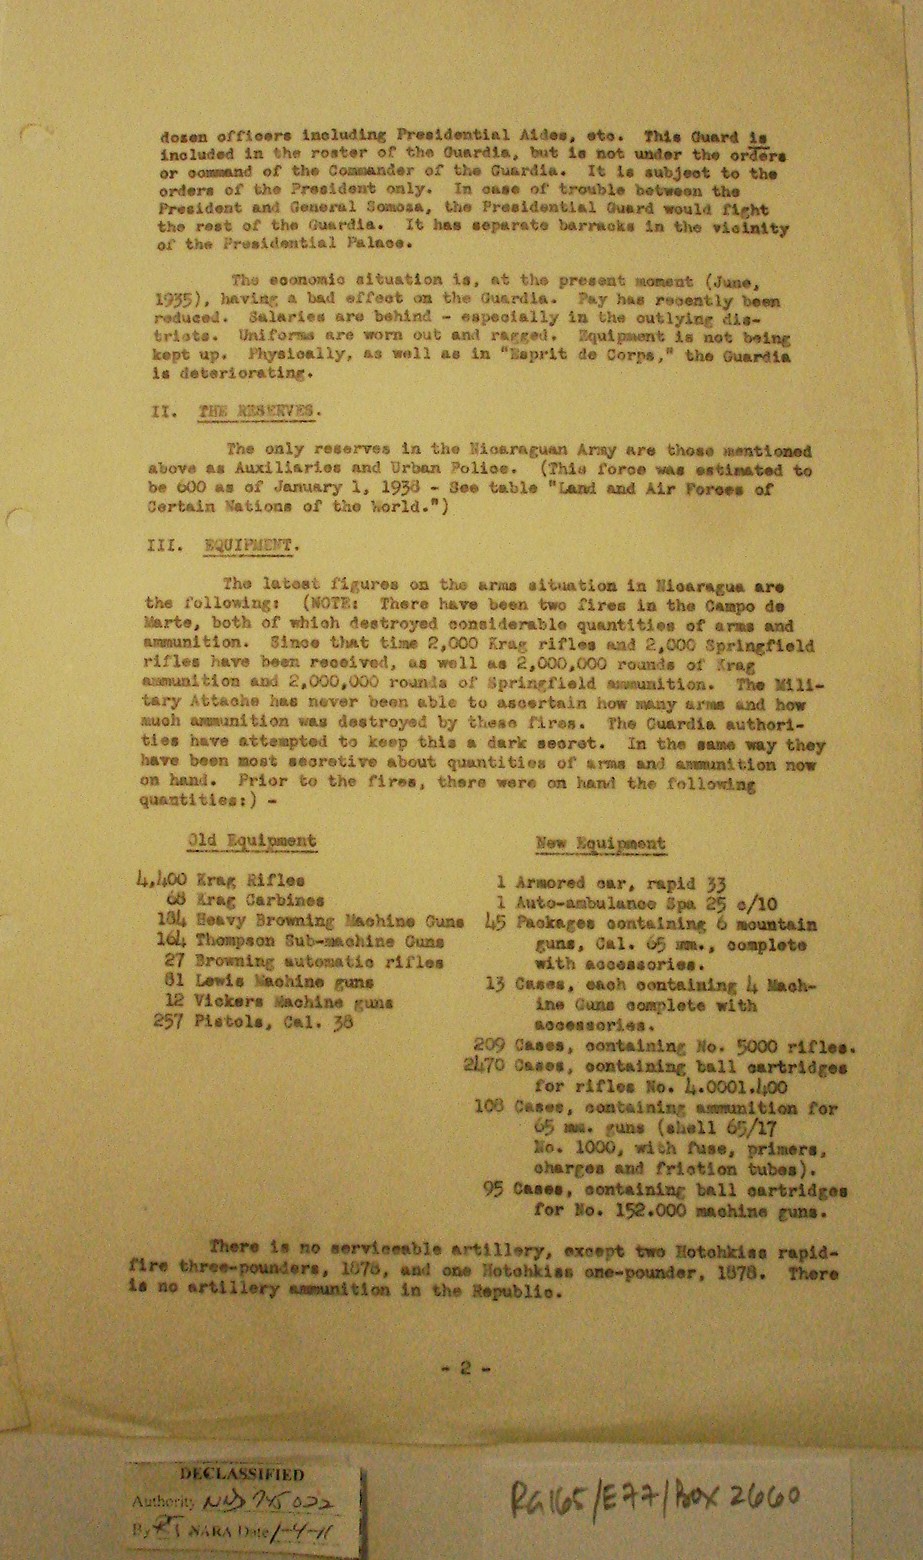 dozen officers including Presidential Aides, etc. This Guard is
included in the roster of the Guardia, but is not under the orders
or command of the Commander of the Guardia. It is subject to the
orders of the President only. In case of trouble between the
President and General Somoza, the Presidential Guard would fight
the rest of the Guardia. It has separate barracks in the vicinity
of the Presidential Palace.
The economic situation is, at the present moment (June,
1935), having a bad effect on the Guardia. Pay has recently been
reduced. Salaries are behind - especially in the outlying dis-
tricts. Uniforms are worn out and ragged. Equipment is not being
kept up. Physically, as well as in "Esprit de Corps," the Guardia
is deteriorating.
II. THE RESERVES.
The only reserves in the Nicaraguan Army are those mentioned
above as Auxiliaries and Urban Police. (This force was estimated to
be 600 as of January 1, 1938 - See table "Land and Air Forces of
Certain Nations of the World.")
III. EQUIPMENT.
The latest figures on the arms situation in Nicaragua are
the following: (NOTE: There have been two fires in the Campo de
Marte, both of which destroyed considerable quantities of arms and
ammunition. Since that time 2,000 Krag rifles and 2,000 Springfield
rifles have been received, as well as 2,000,000 rounds of Krag
ammunition and 2,000,000 rounds of Springfield ammunition. The Mili-
tary Attache has never been able to ascertain how many arms and how
much ammunition was destroyed by these fires. The Guardia authori-
ties have attempted to keep this a dark secret. In the same way they
have been most secretive about quantities of arms and ammunition now
on hand. Prior to the fires, there were on hand the following
quantities:) -
Old Equipment
4,400 Krag Rifles
68 Krag Carbines
184 Heavy Browning Machine Guns
164 Thompson Sub-machine Guns
27 Browning automatic rifles
81 Lewis Machine guns
12 Vickers Machine guns
257 Pistols, Cal. 38
New Equipment
1 Armored car, rapid 33
1 Auto-ambulance Spa 25 c/10
45 Packages containing 6 mountain
guns, Cal. 65 mm., complete
with accessories.
13 Cases, each containing 4 Mach-
ine Guns complete with
accessories.
209 Cases, containing No. 5000 rifles.
2470 Cases, containing ball cartridges
for rifles No. 4.0001.400
108 Cases, containing ammunition for
65 mm. guns (shell 65/17
No. 1000, with fuse, primers,
charges and friction tubes).
95 Cases, containing ball cartridges
for No. 152.000 machine guns.
There is no serviceable artillery, except two Hotchkiss rapid-
fire three-pounders, 1878, and one Hotchkiss one-pounder, 1878. There
is no artillery ammunition in the Republic.
- 2 -
DECLASSIFIED
Authority NND 745022
By NARA Date 1-4-11
RG165/E77/Box 2660